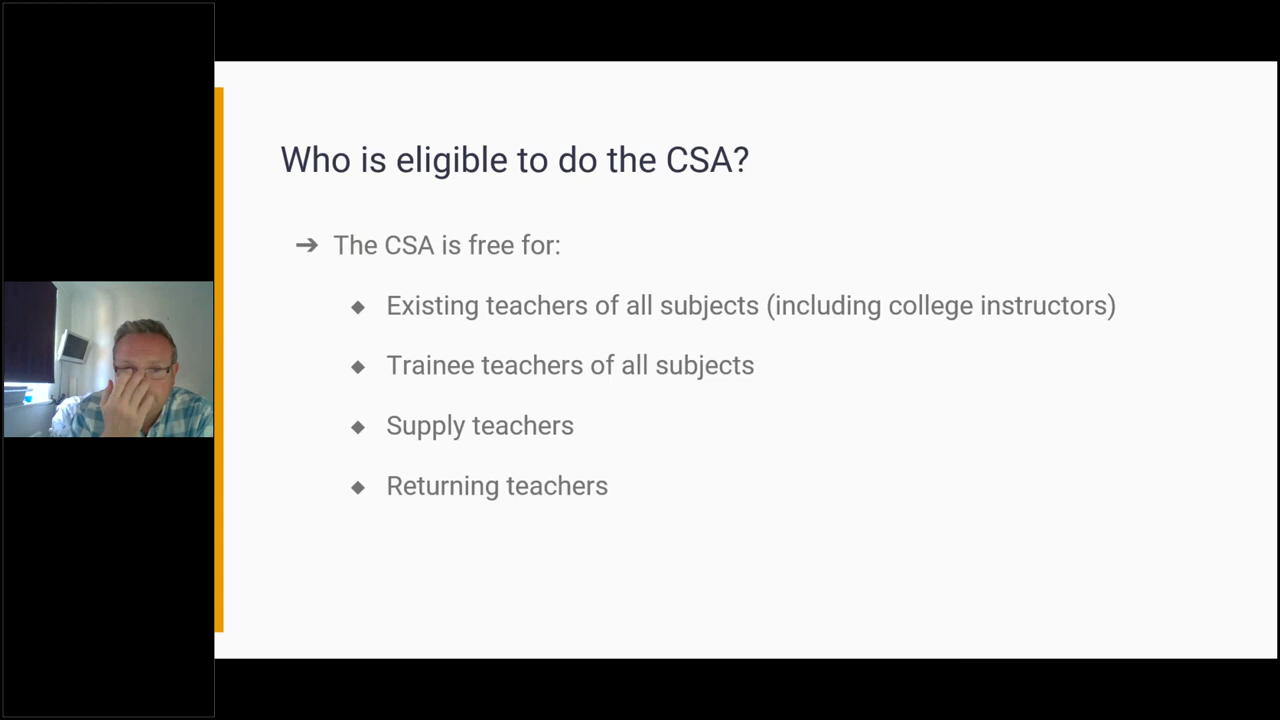 Who is eligible to do the CSA?
➔ The CSA is free for:
◆ Existing teachers of all subjects (including college instructors)
◆ Trainee teachers of all subjects
◆ Supply teachers
◆ Returning teachers